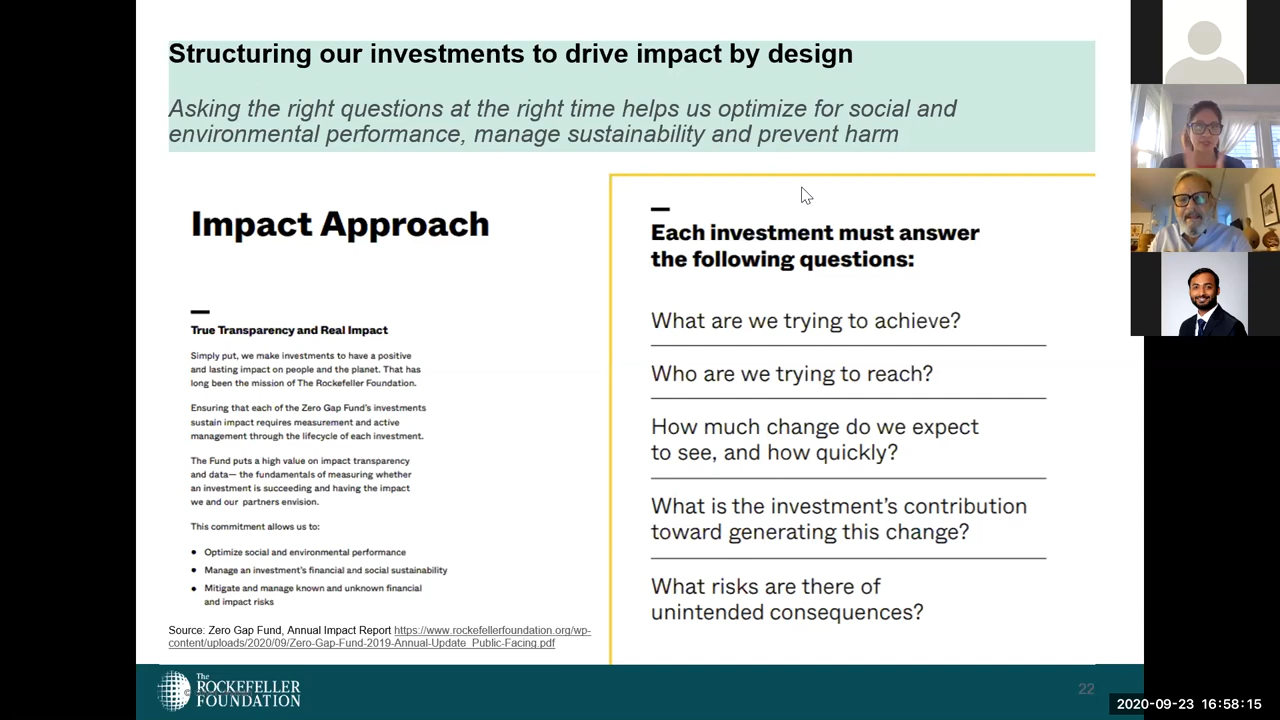 Structuring our investments to drive impact by design
Asking the right questions at the right time helps us optimize for social and
environmental performance, manage sustainability and prevent harm
Impact Approach
True Transparency and Real Impact
Simply put, we make investments to have a positive
and lasting impact on people and the planet. That has
long been the mission of The Rockefeller Foundation.
Ensuring that each of the Zero Gap Fund's investments
sustain impact requires measurement and active
management through the lifecycle of each investment.
The Fund puts a high value on impact transparency
and data— the fundamentals of measuring whether
an investment is succeeding and having the impact
we and our partners envision.
This commitment allows us to:
● Optimize social and environmental performance
● Manage an investment's financial and social sustainability
● Mitigate and manage known and unknown financial
and impact risks
Source: Zero Gap Fund, Annual Impact Report https://www.rockefellerfoundation.org/wp-
content/uploads/2020/09/Zero-Gap-Fund-2019-Annual-Update_Public-Facing.pdf
Each investment must answer
the following questions:
What are we trying to achieve?
Who are we trying to reach?
How much change do we expect
to see, and how quickly?
What is the investment's contribution
toward generating this change?
What risks are there of
unintended consequences?
The
ROCKEFELLER
FOUNDATION
22
2020-09-23 16:58:15